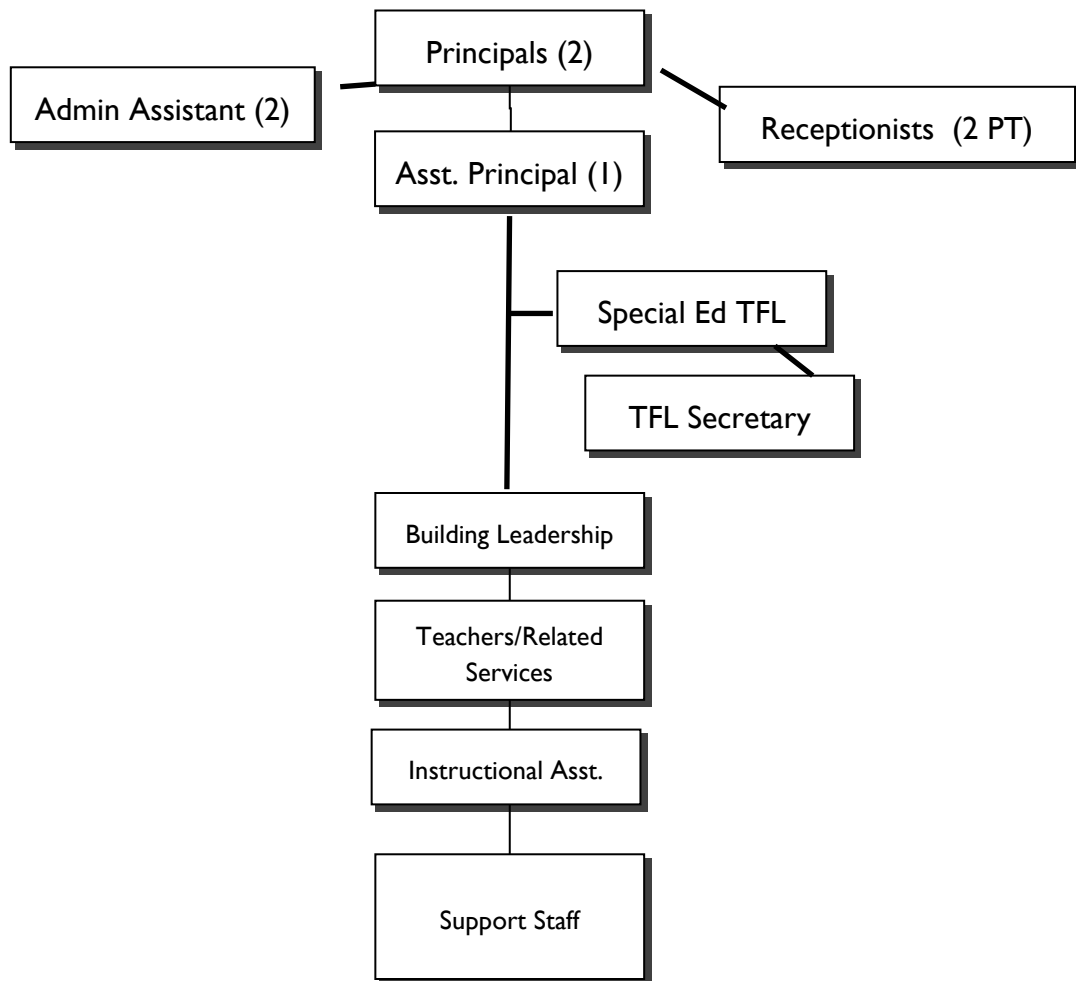 Principals (2)
Admin Assistant (2)
Receptionists (2 PT)
Asst. Principal (1)
Special Ed TFL
TFL Secretary
Building Leadership
Teachers/Related
Services
Instructional Asst.
Support Staff